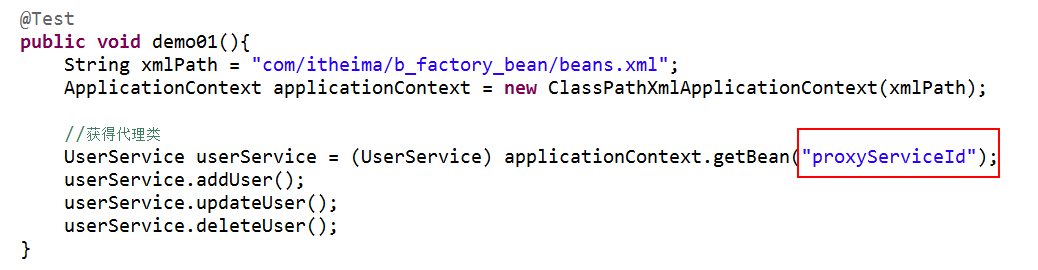 @Test
public void demo01(){
String xmlPath = "com/itheima/b_factory_bean/beans.xml";
ApplicationContext applicationContext = new ClassPathXmlApplicationContext(xmlPath);
//获得代理类
UserService userService = (UserService) applicationContext.getBean("proxyServiceId");
userService.addUser();
userService.updateUser();
userService.deleteUser();
}